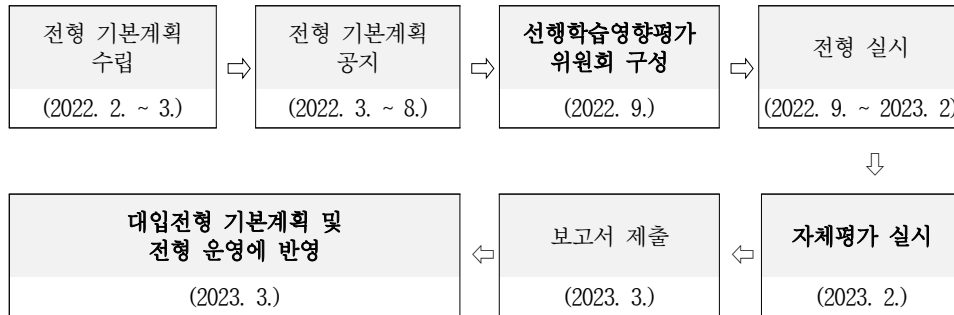 전형 기본계획
수립
(2022. 2. ~ 3.)
⇨
전형 기본계획
공지
(2022. 3. ~ 8.)
⇨
선행학습영향평가
위원회 구성
(2022. 9.)
⇨
전형 실시
(2022. 9. ~ 2023. 2)
⇩
자체평가 실시
(2023. 2.)
⇦
보고서 제출
(2023. 3.)
⇦
대입전형 기본계획 및
전형 운영에 반영
(2023. 3.)